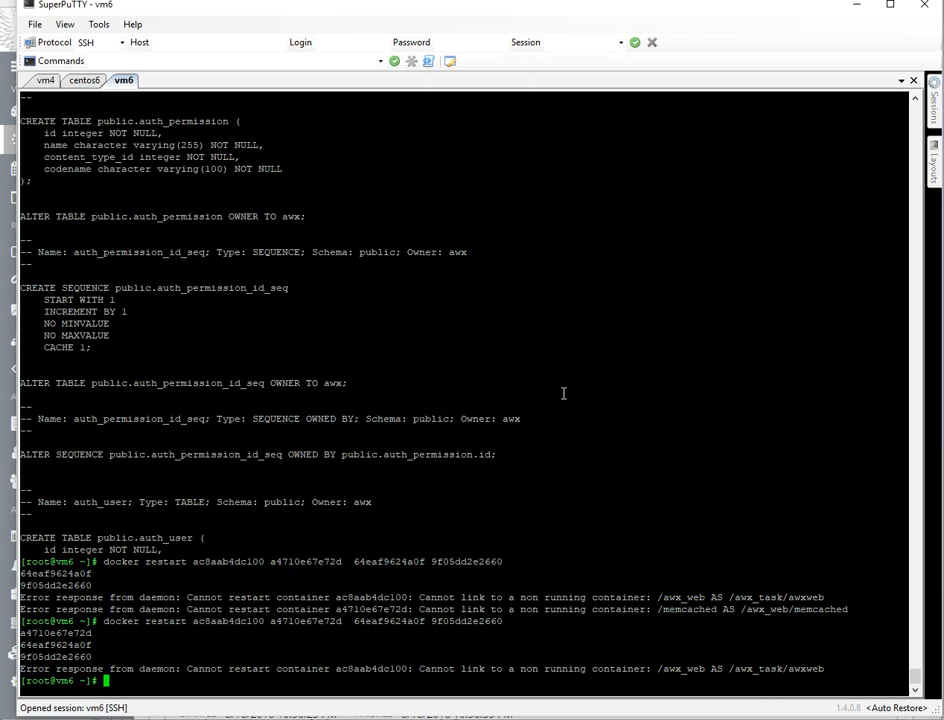 SuperPuTTY - vm6
File View Tools Help
Protocol SSH Host Login Password Session
Commands
vm4 centos6 vm6
Sessions
Layouts
--
CREATE TABLE public.auth_permission (
id integer NOT NULL,
name character varying(255) NOT NULL,
content_type_id integer NOT NULL,
codename character varying(100) NOT NULL
);
ALTER TABLE public.auth_permission OWNER TO awx;
--
-- Name: auth_permission_id_seq; Type: SEQUENCE; Schema: public; Owner: awx
--
CREATE SEQUENCE public.auth_permission_id_seq
START WITH 1
INCREMENT BY 1
NO MINVALUE
NO MAXVALUE
CACHE 1;
ALTER TABLE public.auth_permission_id_seq OWNER TO awx;
--
-- Name: auth_permission_id_seq; Type: SEQUENCE OWNED BY; Schema: public; Owner: awx
--
ALTER SEQUENCE public.auth_permission_id_seq OWNED BY public.auth_permission.id;
--
-- Name: auth_user; Type: TABLE; Schema: public; Owner: awx
--
CREATE TABLE public.auth_user (
id integer NOT NULL,
[root@vm6 ~]# docker restart ac8aab4dc100 a4710e67e72d  64eaf9624a0f 9f05dd2e2660
64eaf9624a0f
9f05dd2e2660
Error response from daemon: Cannot restart container ac8aab4dc100: Cannot link to a non running container: /awx_web AS /awx_task/awxweb
Error response from daemon: Cannot restart container a4710e67e72d: Cannot link to a non running container: /memcached AS /awx_web/memcached
[root@vm6 ~]# docker restart ac8aab4dc100 a4710e67e72d  64eaf9624a0f 9f05dd2e2660
a4710e67e72d
64eaf9624a0f
9f05dd2e2660
Error response from daemon: Cannot restart container ac8aab4dc100: Cannot link to a non running container: /awx_web AS /awx_task/awxweb
[root@vm6 ~]#
Opened session: vm6 [SSH] 1.4.0.8 <Auto Restore>